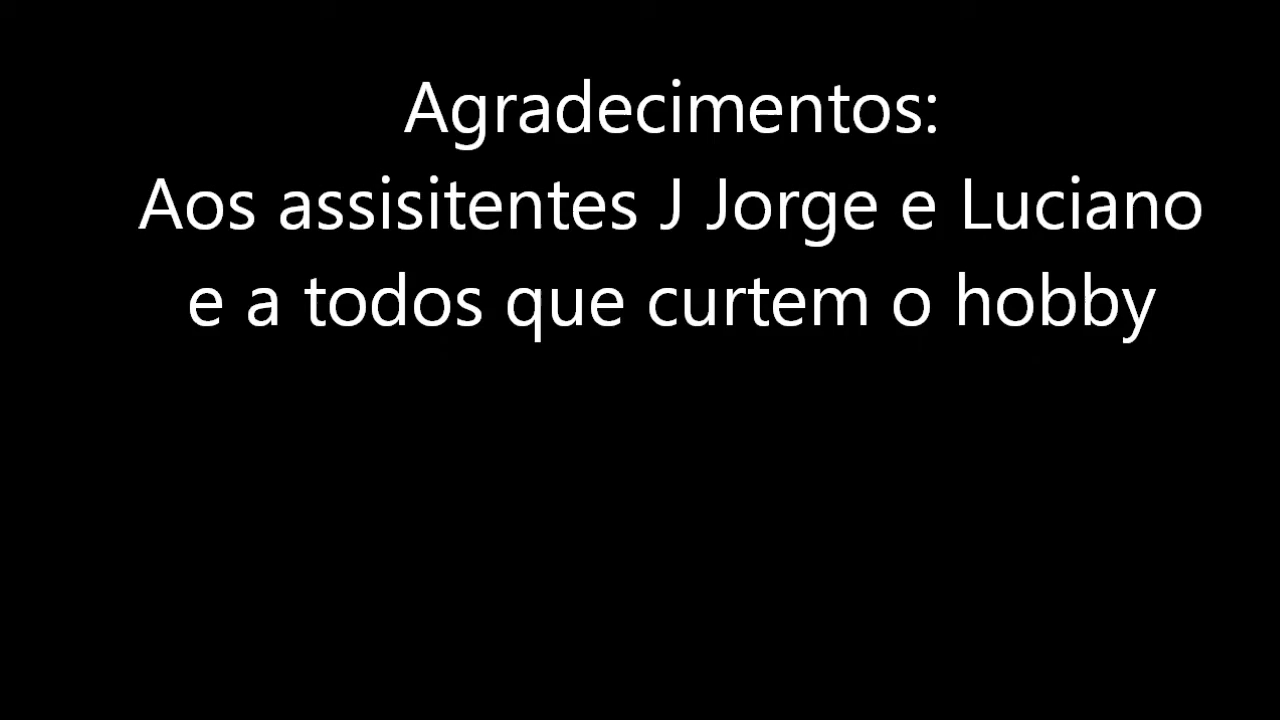 Agradecimentos:
Aos assisitentes J Jorge e Luciano
e a todos que curtem o hobby